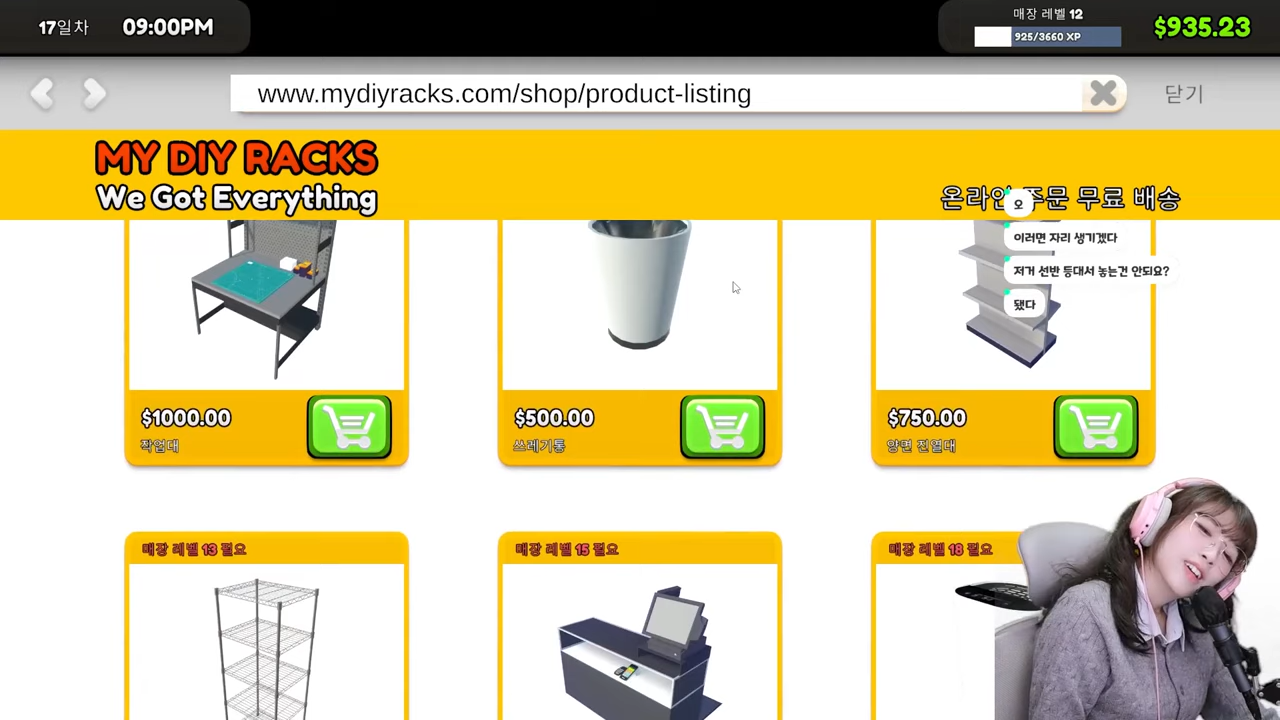 17일차 09:00PM
매장 레벨 12
925/3660 XP
$935.23
www.mydiyracks.com/shop/product-listing
닫기
MY DIY RACKS
We Got Everything
온라인 주문 무료 배송
오
이러면 자리 생기겠다
저거 선반 등대서 놓는건 안되요?
됐다
$1000.00
작업대
$500.00
쓰레기통
$750.00
양면 진열대
매장 레벨 13 필요
매장 레벨 15 필요
매장 레벨 18 필요